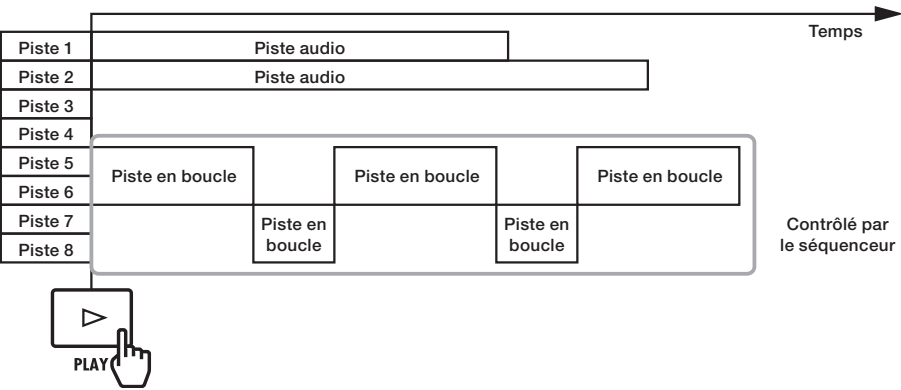 Temps
Piste 1
Piste audio
Piste 2
Piste audio
Piste 3
Piste 4
Piste 5
Piste 6
Piste en boucle
Piste en boucle
Piste en boucle
Piste 7
Piste 8
Piste en
boucle
Piste en
boucle
Contrôlé par
le séquenceur
PLAY